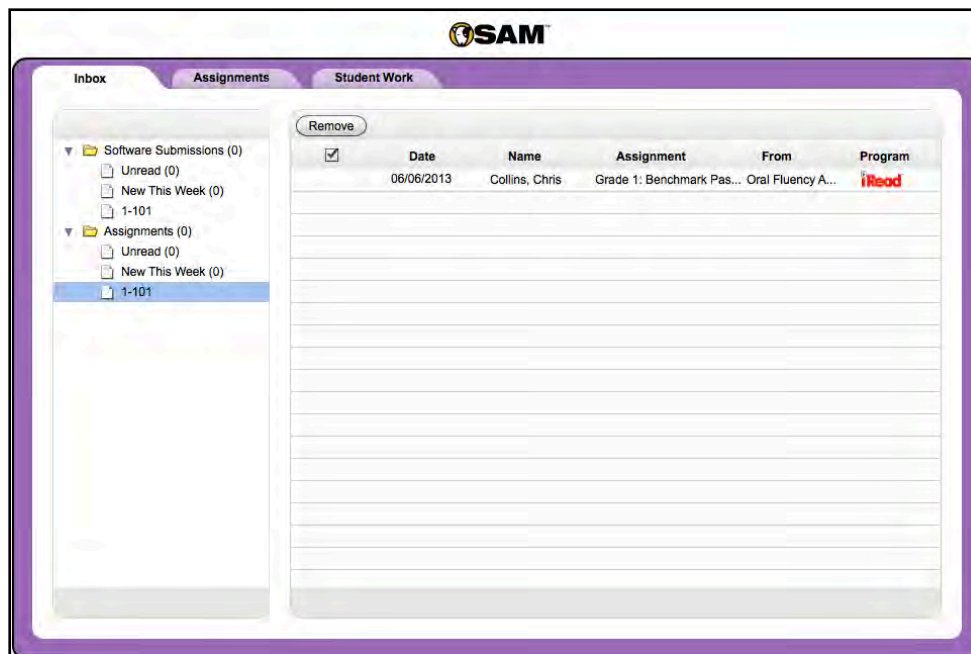 SAM™
Inbox
Assignments
Student Work
Software Submissions (0)
Unread (0)
New This Week (0)
1-101
Assignments (0)
Unread (0)
New This Week (0)
1-101
Remove
Date Name Assignment From Program
06/06/2013 Collins, Chris Grade 1: Benchmark Pas... Oral Fluency A... iRead